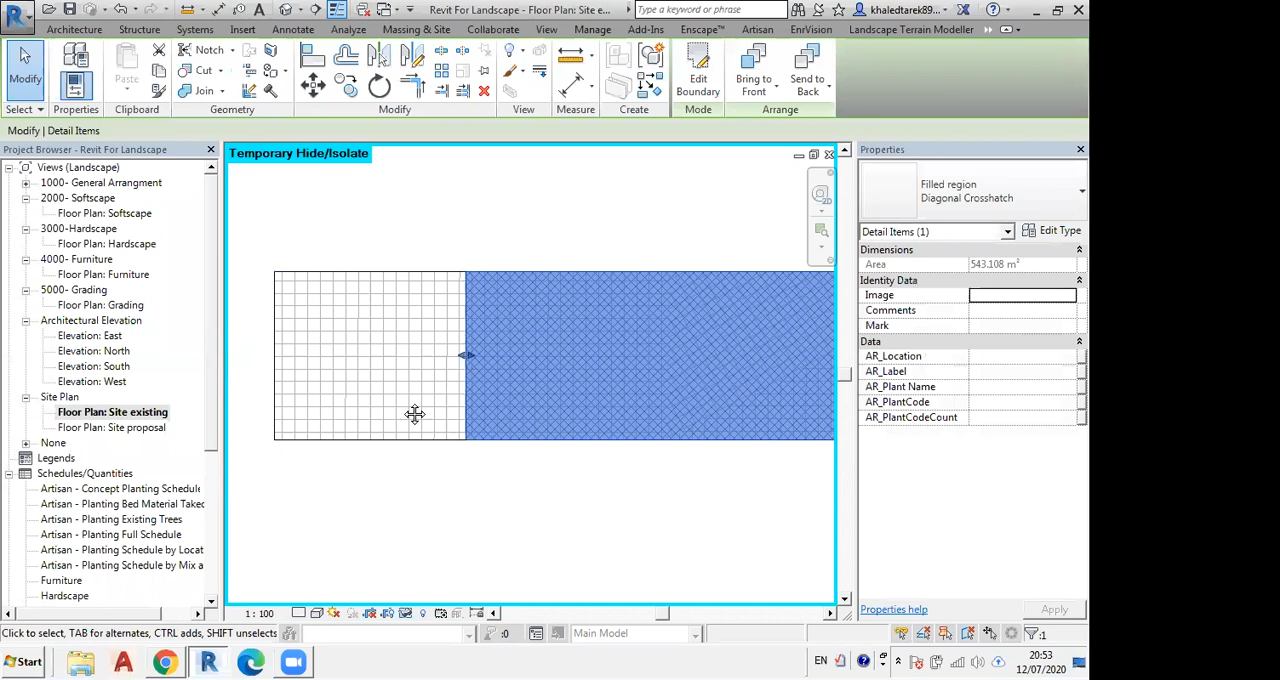 Revit For Landscape - Floor Plan: Site e...
Type a keyword or phrase
khaledtarek89...
Architecture Structure Systems Insert Annotate Analyze Massing & Site Collaborate View Manage Add-Ins Enscape™ Artisan EnrVision Landscape Terrain Modeller
Modify
Paste
Notch
Cut
Join
Edit
Boundary
Bring to
Front
Send to
Back
Select Properties Clipboard Geometry Modify View Measure Create Mode Arrange
Modify | Detail Items
Project Browser - Revit For Landscape
Views (Landscape)
1000- General Arrangment
2000- Softscape
Floor Plan: Softscape
3000-Hardscape
Floor Plan: Hardscape
4000- Furniture
Floor Plan: Furniture
5000- Grading
Floor Plan: Grading
Architectural Elevation
Elevation: East
Elevation: North
Elevation: South
Elevation: West
Site Plan
Floor Plan: Site existing
Floor Plan: Site proposal
None
Legends
Schedules/Quantities
Artisan - Concept Planting Schedule
Artisan - Planting Bed Material Takeo
Artisan - Planting Existing Trees
Artisan - Planting Full Schedule
Artisan - Planting Schedule by Locat
Artisan - Planting Schedule by Mix a
Furniture
Hardscape
Temporary Hide/Isolate
2D
1 : 100
Properties
Filled region
Diagonal Crosshatch
Detail Items (1)
Edit Type
Dimensions
Area 543.108 m²
Identity Data
Image
Comments
Mark
Data
AR_Location
AR_Label
AR_Plant Name
AR_PlantCode
AR_PlantCodeCount
Properties help
Apply
Click to select, TAB for alternates, CTRL adds, SHIFT unselects
:0
Main Model
:1
Start
EN
20:53
12/07/2020